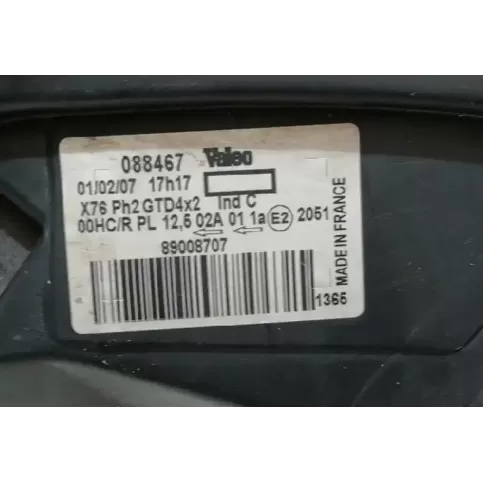 088467 Valeo
01/02/07 17h17
X76 Ph2 GTD4x2 Ind C
00HC/R PL 12,5 02A 01 1a E2 2051
89008707
1365
MADE IN FRANCE